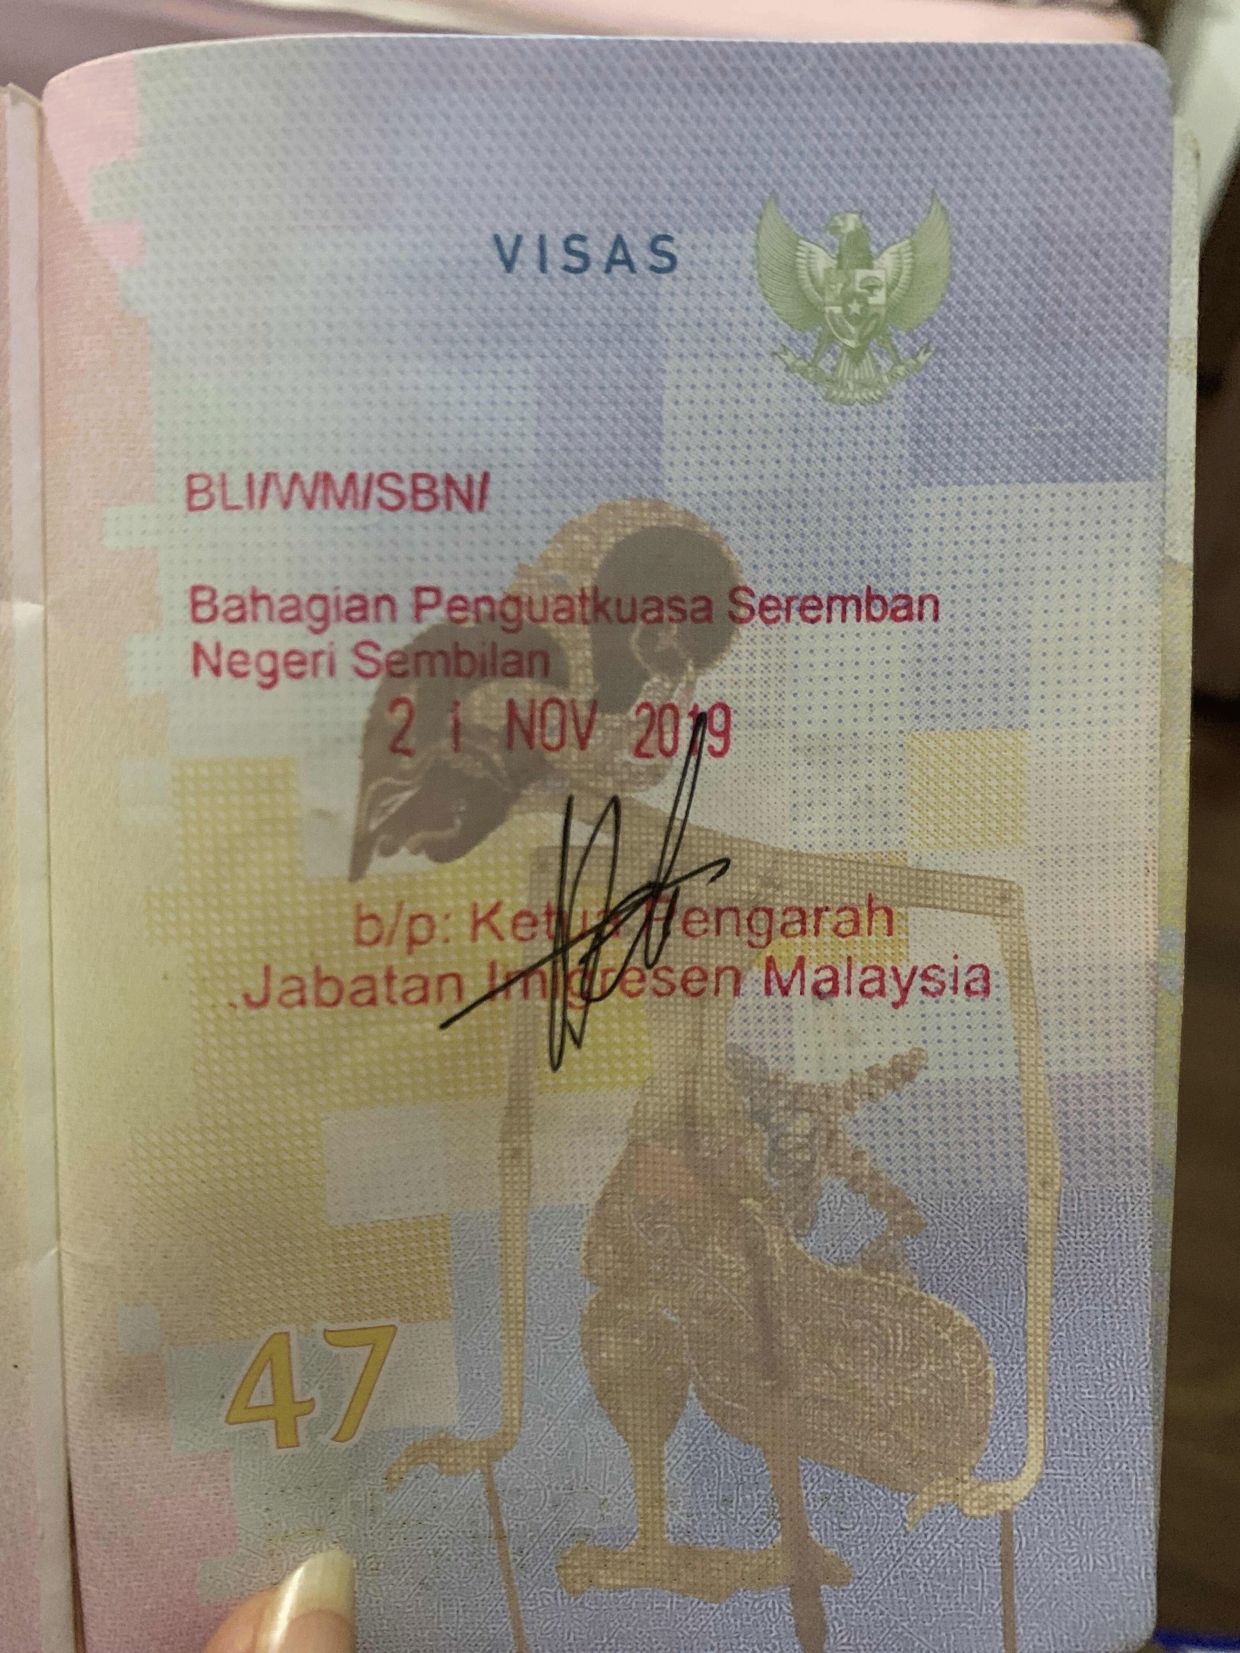 VISAS
BLI/WM/SBN/
Bahagian Penguatkuasa Seremban
Negeri Sembilan
21 NOV 2019
b/p: Ketua Pengarah
Jabatan Imigresen Malaysia
47